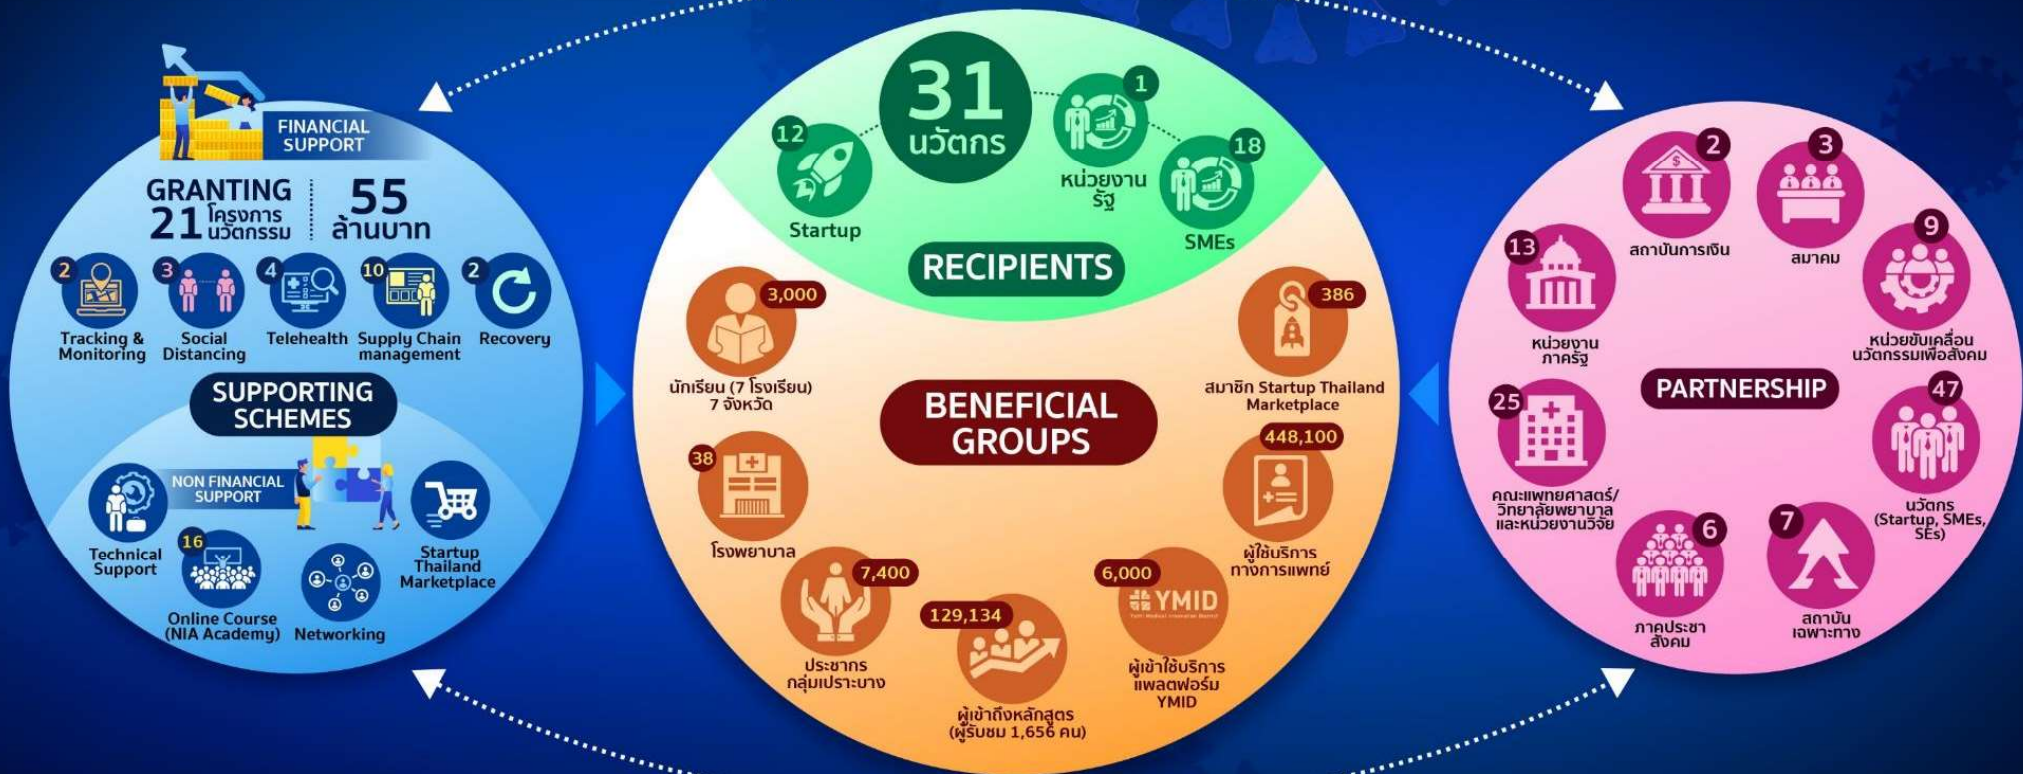 FINANCIAL
SUPPORT
GRANTING
21 โครงการ
นวัตกรรม
55
ล้านบาท
2
Tracking &
Monitoring
3
Social
Distancing
4
Telehealth
10
Supply Chain
management
2
Recovery
SUPPORTING
SCHEMES
NON FINANCIAL
SUPPORT
Technical
Support
16
Online Course
(NIA Academy)
Networking
Startup
Thailand
Marketplace
31
นวัตกร
12
Startup
1
หน่วยงาน
รัฐ
18
SMEs
RECIPIENTS
BENEFICIAL
GROUPS
3,000
นักเรียน (7 โรงเรียน)
7 จังหวัด
38
โรงพยาบาล
7,400
ประชากร
กลุ่มเปราะบาง
129,134
ผู้เข้าถึงหลักสูตร
(ผู้รับชม 1,656 คน)
6,000
YMID
ผู้เข้าใช้บริการ
แพลตฟอร์ม
YMID
448,100
ผู้ใช้บริการ
ทางการแพทย์
386
สมาชิก Startup Thailand
Marketplace
PARTNERSHIP
2
สถาบันการเงิน
3
สมาคม
9
หน่วยขับเคลื่อน
นวัตกรรมเพื่อสังคม
47
นวัตกร
(Startup, SMEs,
SEs)
7
สถาบัน
เฉพาะทาง
6
ภาคประชา
สังคม
25
คณะแพทยศาสตร์/
วิทยาลัยพยาบาล
และหน่วยงานวิจัย
13
หน่วยงาน
ภาครัฐ